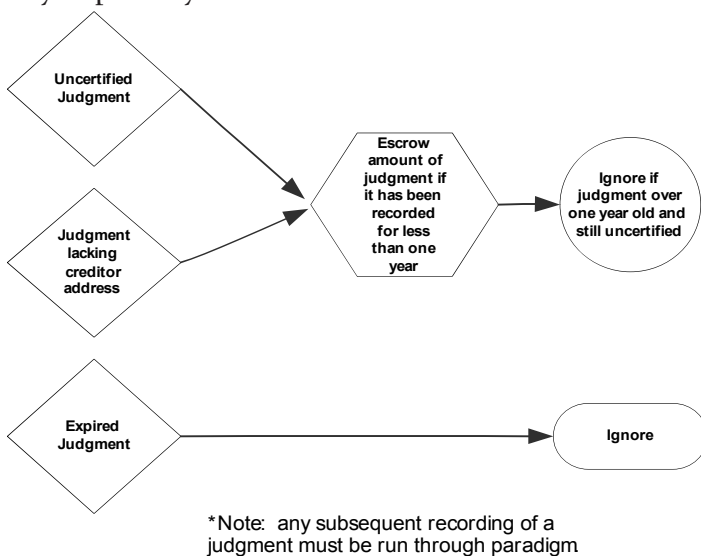 Uncertified
Judgment
Judgment
lacking
creditor
address
Escrow
amount of
judgment if
it has been
recorded
for less
than one
year
Ignore if
judgment over
one year old and
still uncertified
Expired
Judgment
Ignore
*Note: any subsequent recording of a
judgment must be run through paradigm